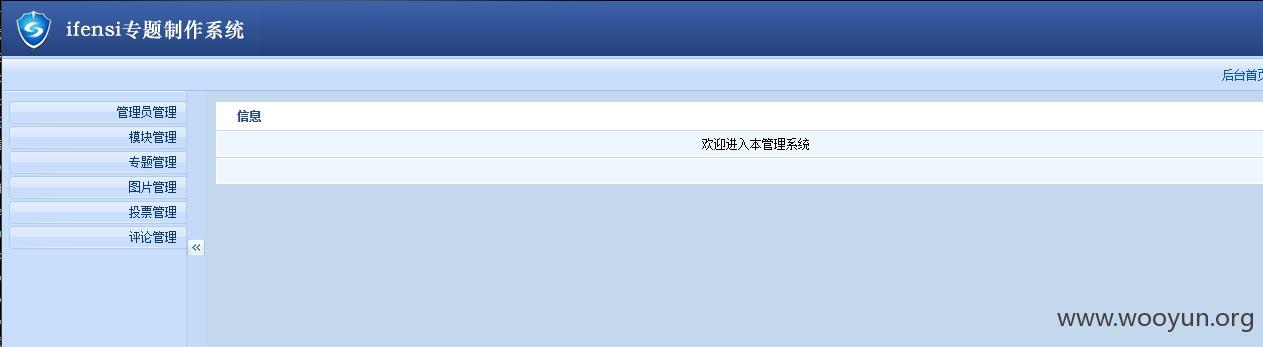 ifensi专题制作系统
后台首页
管理员管理
模块管理
专题管理
图片管理
投票管理
评论管理
信息
欢迎进入本管理系统
www.wooyun.org